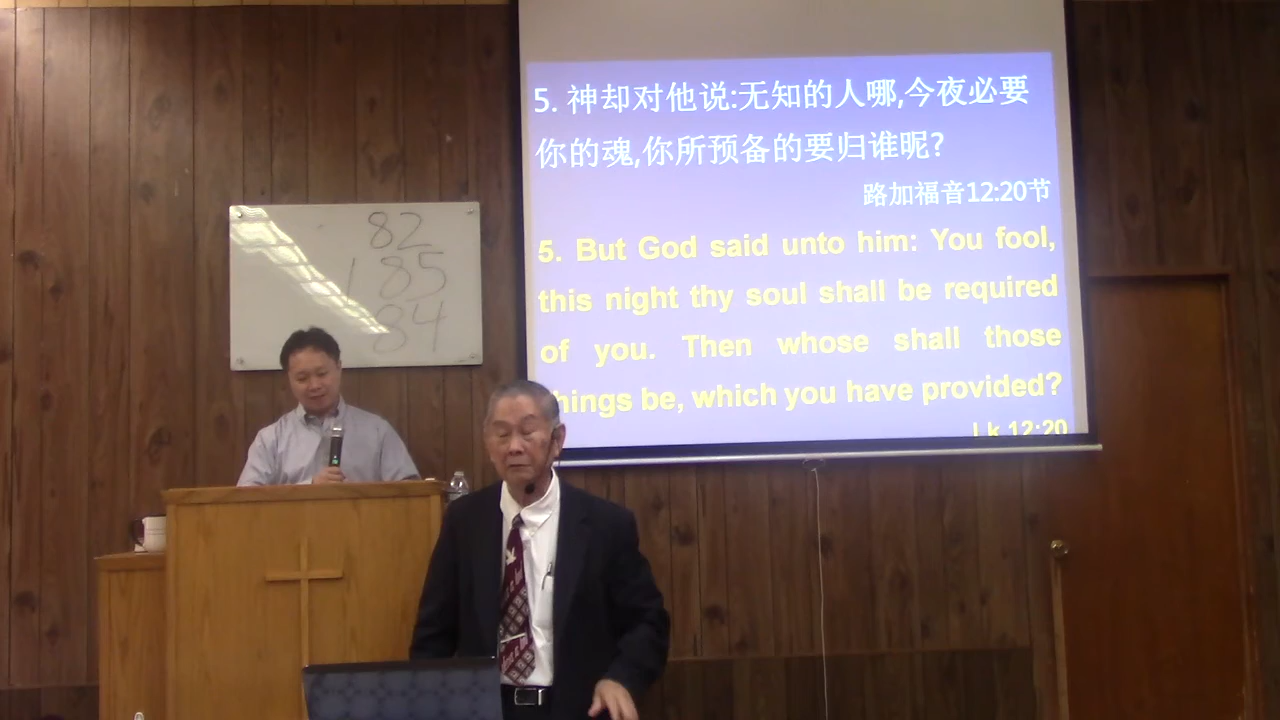 82
185
84
5. 神却对他说:无知的人哪,今夜必要
你的魂,你所预备的要归谁呢?
路加福音12:20节
5. But God said unto him: You fool,
this night thy soul shall be required
of you. Then whose shall those
things be, which you have provided?
Lk 12:20